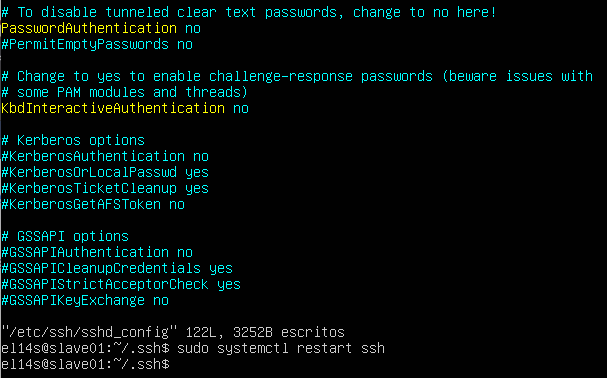 # To disable tunneled clear text passwords, change to no here!
PasswordAuthentication no
#PermitEmptyPasswords no
# Change to yes to enable challenge-response passwords (beware issues with
# some PAM modules and threads)
KbdInteractiveAuthentication no
# Kerberos options
#KerberosAuthentication no
#KerberosOrLocalPasswd yes
#KerberosTicketCleanup yes
#KerberosGetAFSToken no
# GSSAPI options
#GSSAPIAuthentication no
#GSSAPICleanupCredentials yes
#GSSAPIStrictAcceptorCheck yes
#GSSAPIKeyExchange no
"/etc/ssh/sshd_config" 122L, 3252B escritos
el14s@slave01:~/.ssh$ sudo systemctl restart ssh
el14s@slave01:~/.ssh$